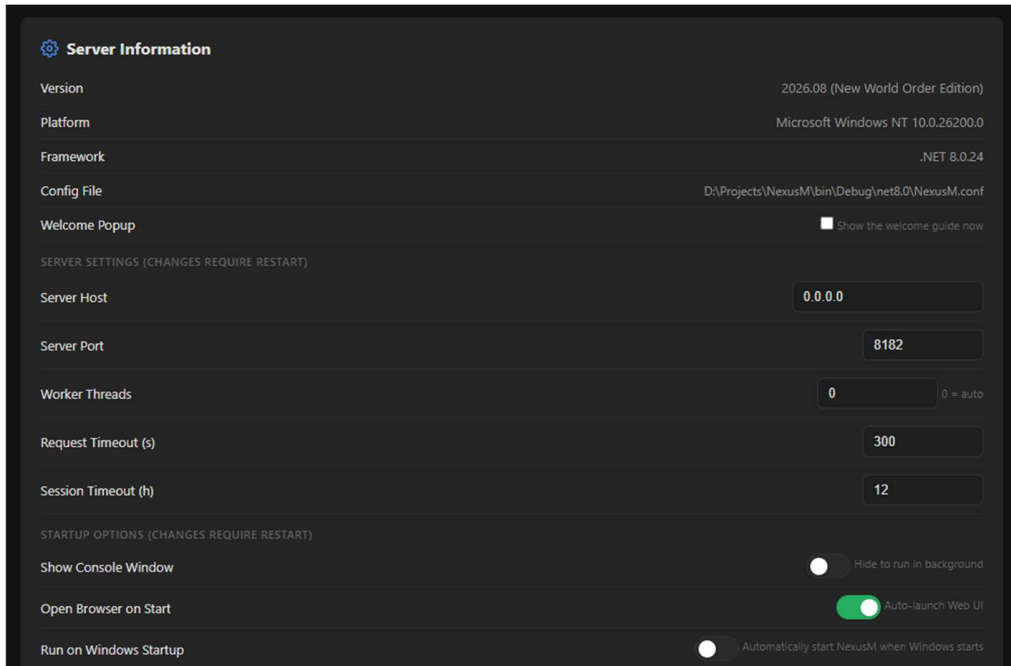 Server Information
Version 2026.08 (New World Order Edition)
Platform Microsoft Windows NT 10.0.26200.0
Framework .NET 8.0.24
Config File D:\Projects\NexusM\bin\Debug\net8.0\NexusM.conf
Welcome Popup Show the welcome guide now
SERVER SETTINGS (CHANGES REQUIRE RESTART)
Server Host 0.0.0.0
Server Port 8182
Worker Threads 0 0 = auto
Request Timeout (s) 300
Session Timeout (h) 12
STARTUP OPTIONS (CHANGES REQUIRE RESTART)
Show Console Window Hide to run in background
Open Browser on Start Auto-launch Web UI
Run on Windows Startup Automatically start NexusM when Windows starts